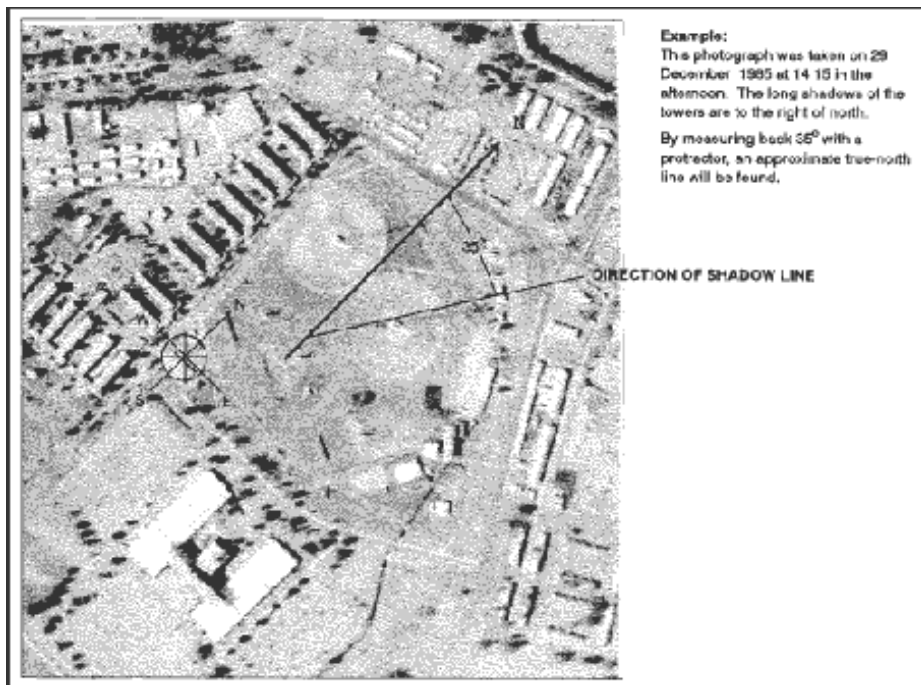 Example:
This photograph was taken on 29
December 1985 at 14 15 in the
afternoon. The long shadows of the
towers are to the right of north.
By measuring back 35° with a
protractor, an approximate true-north
line will be found.
N
35°
DIRECTION OF SHADOW LINE
N
S
E